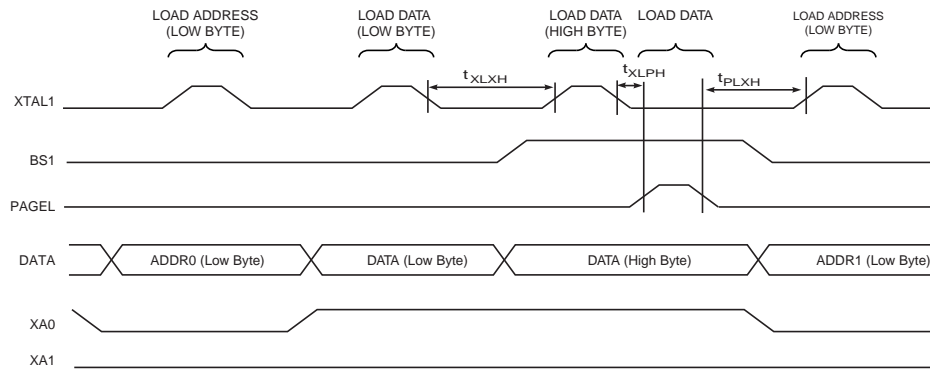 LOAD ADDRESS
(LOW BYTE)
LOAD DATA
(LOW BYTE)
LOAD DATA
(HIGH BYTE)
LOAD DATA
LOAD ADDRESS
(LOW BYTE)
tXLXH
tXLPH
tPLXH
XTAL1
BS1
PAGEL
DATA
ADDR0 (Low Byte)
DATA (Low Byte)
DATA (High Byte)
ADDR1 (Low Byte)
XA0
XA1